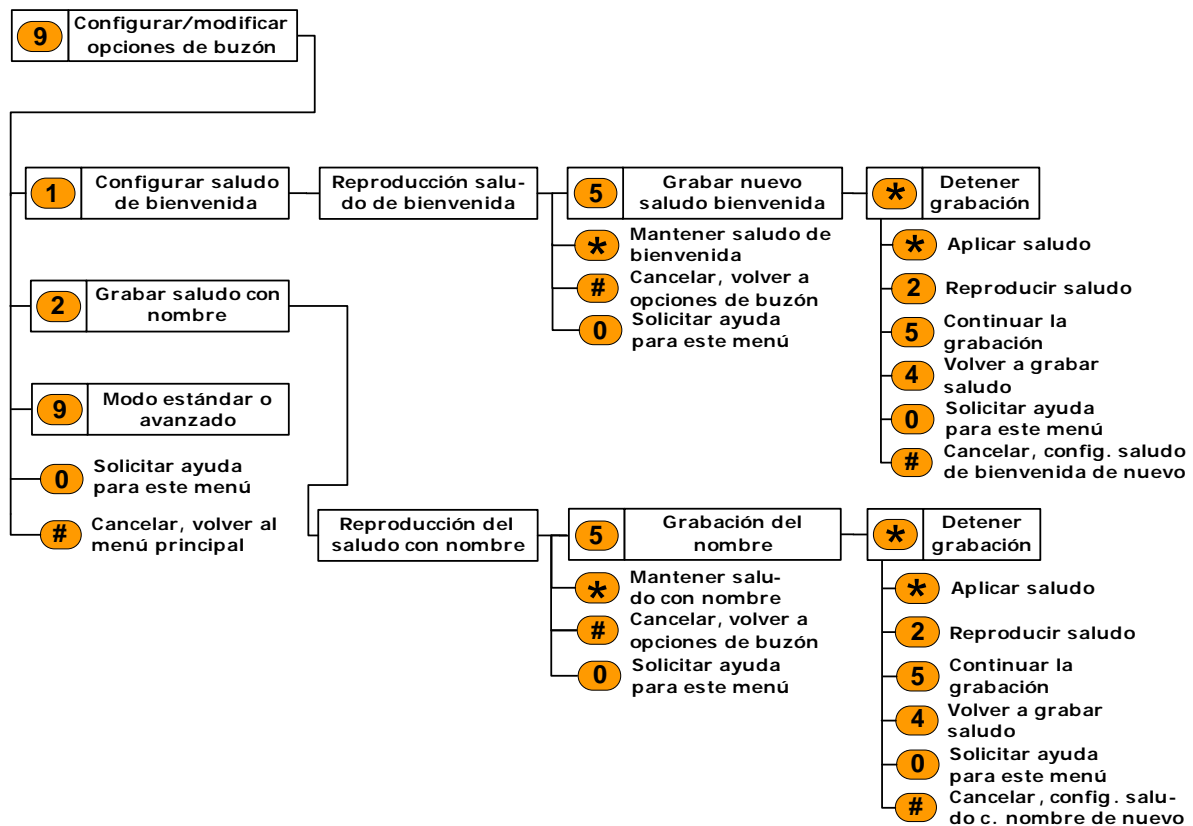 9 Configurar/modificar
opciones de buzón
1 Configurar saludo
de bienvenida
Reproducción salu-
do de bienvenida
5 Grabar nuevo
saludo bienvenida
* Mantener saludo de
bienvenida
# Cancelar, volver a
opciones de buzón
0 Solicitar ayuda
para este menú
* Detener
grabación
* Aplicar saludo
2 Reproducir saludo
5 Continuar la
grabación
4 Volver a grabar
saludo
0 Solicitar ayuda
para este menú
# Cancelar, config. saludo
de bienvenida de nuevo
2 Grabar saludo con
nombre
9 Modo estándar o
avanzado
0 Solicitar ayuda
para este menú
# Cancelar, volver al
menú principal
Reproducción del
saludo con nombre
5 Grabación del
nombre
* Mantener salu-
do con nombre
# Cancelar, volver a
opciones de buzón
0 Solicitar ayuda
para este menú
* Detener
grabación
* Aplicar saludo
2 Reproducir saludo
5 Continuar la
grabación
4 Volver a grabar
saludo
0 Solicitar ayuda
para este menú
# Cancelar, config. salu-
do c. nombre de nuevo